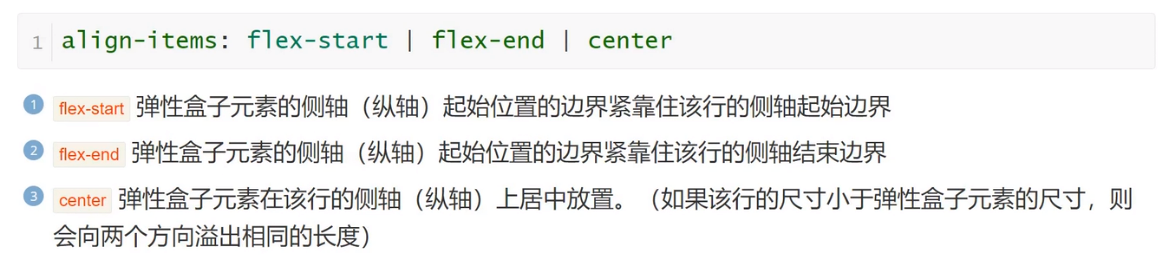 1 align-items: flex-start | flex-end | center
1 flex-start 弹性盒子元素的侧轴（纵轴）起始位置的边界紧靠住该行的侧轴起始边界
2 flex-end 弹性盒子元素的侧轴（纵轴）起始位置的边界紧靠住该行的侧轴结束边界
3 center 弹性盒子元素在该行的侧轴（纵轴）上居中放置。（如果该行的尺寸小于弹性盒子元素的尺寸，则
会向两个方向溢出相同的长度）